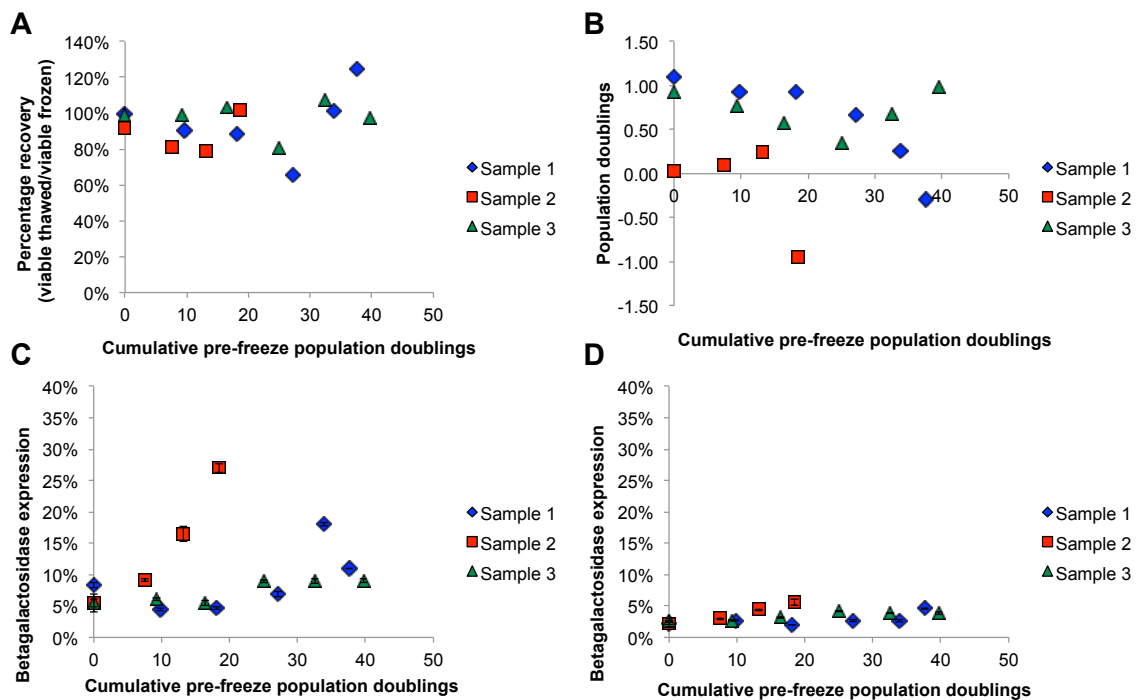 A
Percentage recovery
(viable thawed/viable frozen)
140%
120%
100%
80%
60%
40%
20%
0%
0 10 20 30 40 50
Cumulative pre-freeze population doublings
Sample 1
Sample 2
Sample 3
B
Population doublings
1.50
1.00
0.50
0.00
-0.50
-1.00
-1.50
0 10 20 30 40 50
Cumulative pre-freeze population doublings
Sample 1
Sample 2
Sample 3
C
Betagalactosidase expression
40%
35%
30%
25%
20%
15%
10%
5%
0%
0 10 20 30 40 50
Cumulative pre-freeze population doublings
Sample 1
Sample 2
Sample 3
D
Betagalactosidase expression
40%
35%
30%
25%
20%
15%
10%
5%
0%
0 10 20 30 40 50
Cumulative pre-freeze population doublings
Sample 1
Sample 2
Sample 3